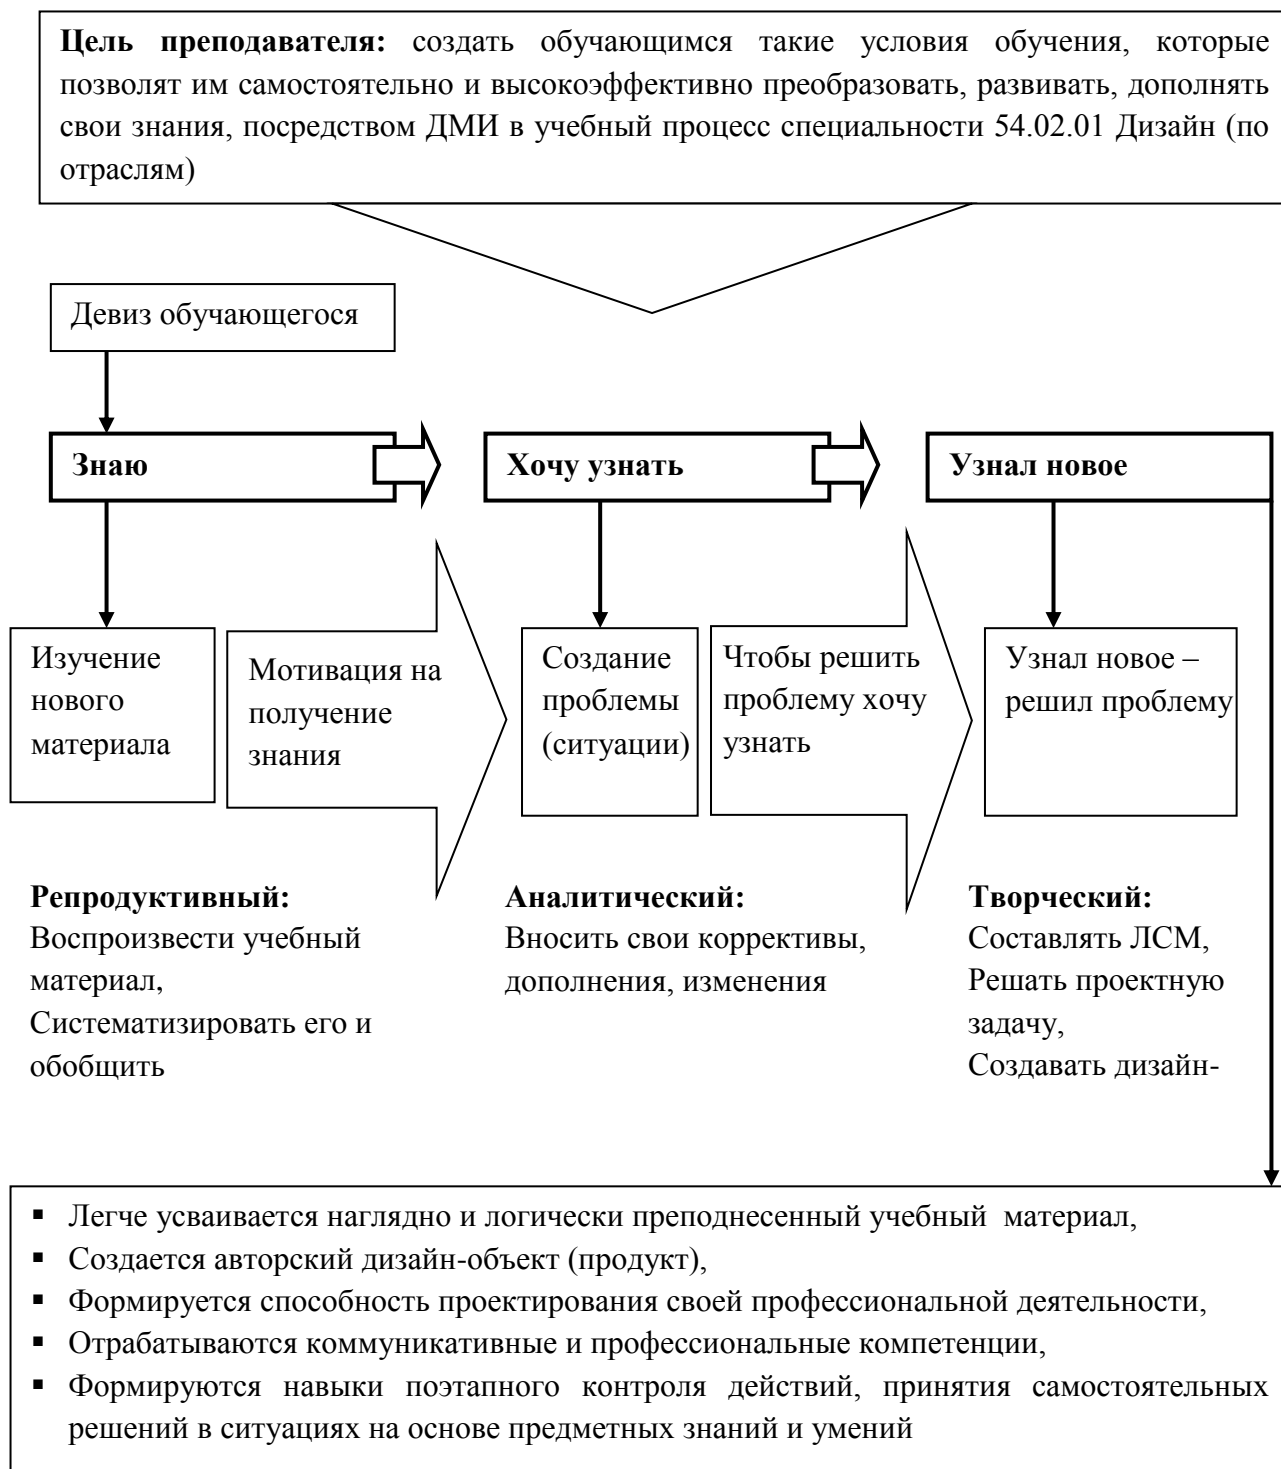 Цель преподавателя: создать обучающимся такие условия обучения, которые
позволят им самостоятельно и высокоэффективно преобразовать, развивать, дополнять
свои знания, посредством ДМИ в учебный процесс специальности 54.02.01 Дизайн (по
отраслям)
Девиз обучающегося
Знаю
Хочу узнать
Узнал новое
Изучение
нового
материала
Мотивация на
получение
знания
Создание
проблемы
(ситуации)
Чтобы решить
проблему хочу
узнать
Узнал новое –
решил проблему
Репродуктивный:
Воспроизвести учебный
материал,
Систематизировать его и
обобщить
Аналитический:
Вносить свои коррективы,
дополнения, изменения
Творческий:
Составлять ЛСМ,
Решать проектную
задачу,
Создавать дизайн-
▪ Легче усваивается наглядно и логически преподнесенный учебный материал,
▪ Создается авторский дизайн-объект (продукт),
▪ Формируется способность проектирования своей профессиональной деятельности,
▪ Отрабатываются коммуникативные и профессиональные компетенции,
▪ Формируются навыки поэтапного контроля действий, принятия самостоятельных
решений в ситуациях на основе предметных знаний и умений